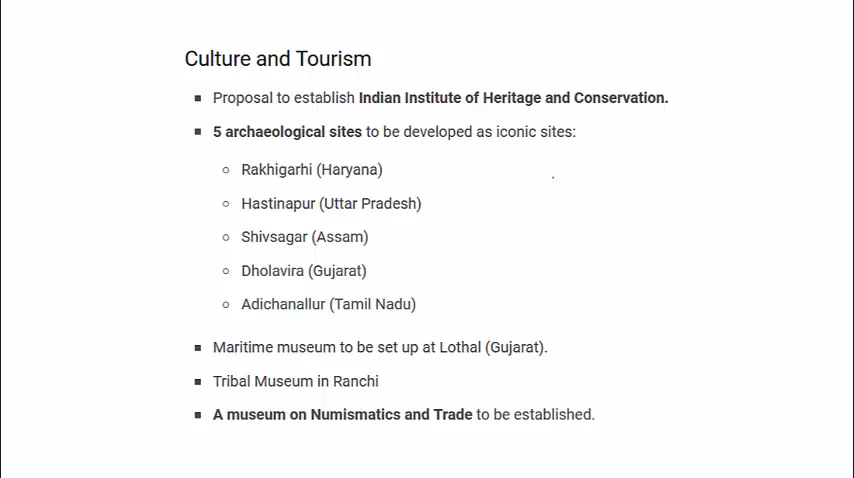 Culture and Tourism
Proposal to establish Indian Institute of Heritage and Conservation.
5 archaeological sites to be developed as iconic sites:
Rakhigarhi (Haryana)
Hastinapur (Uttar Pradesh)
Shivsagar (Assam)
Dholavira (Gujarat)
Adichanallur (Tamil Nadu)
Maritime museum to be set up at Lothal (Gujarat).
Tribal Museum in Ranchi
A museum on Numismatics and Trade to be established.